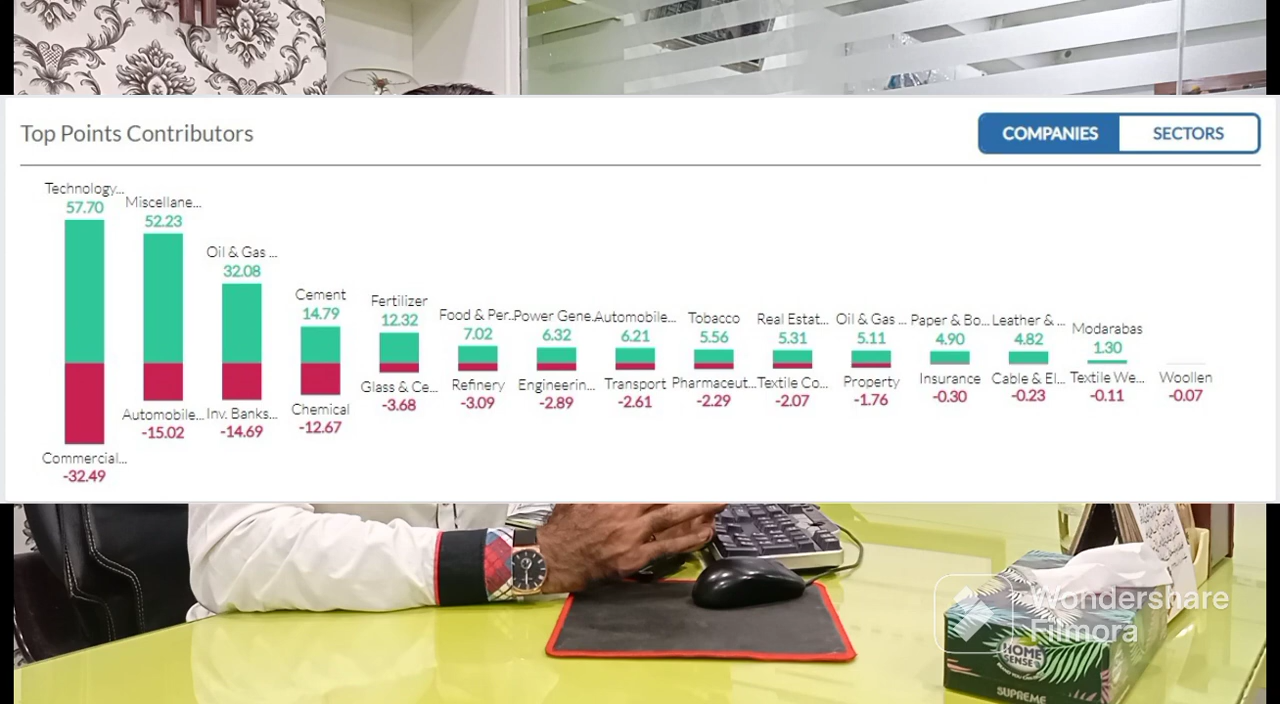 Top Points Contributors
COMPANIES
SECTORS
Technology...
57.70
Miscellane...
52.23
Oil & Gas ...
32.08
Cement
14.79
Fertilizer
12.32
Food & Per...
7.02
Power Gene...
6.32
Automobile...
6.21
Tobacco
5.56
Real Estat...
5.31
Oil & Gas ...
5.11
Paper & Bo...
4.90
Leather & ...
4.82
Modarabas
1.30
Commercial...
-32.49
Automobile...
-15.02
Inv. Banks...
-14.69
Chemical
-12.67
Glass & Ce...
-3.68
Refinery
-3.09
Engineerin...
-2.89
Transport
-2.61
Pharmaceut...
-2.29
Textile Co...
-2.07
Property
-1.76
Insurance
-0.30
Cable & El...
-0.23
Textile We...
-0.11
Woollen
-0.07
Wondershare
Filmora
HOME
SENSE
SUPREME